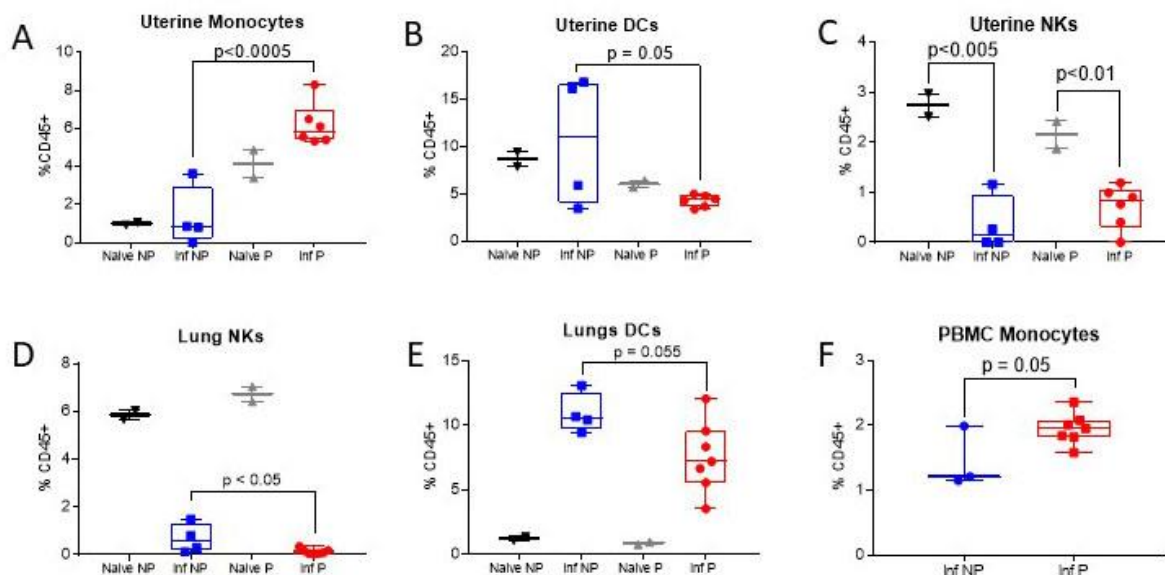 A
Uterine Monocytes
p<0.0005
10
8
6
4
2
0
%CD45+
Naive NP Inf NP Naive P Inf P
B
Uterine DCs
p = 0.05
20
15
10
5
0
% CD45+
Naive NP Inf NP Naive P Inf P
C
Uterine NKs
p<0.005
p<0.01
4
3
2
1
0
% CD45+
Naive NP Inf NP Naive P Inf P
D
Lung NKs
8
6
4
2
0
p < 0.05
% CD45+
Naive NP Inf NP Naive P Inf P
E
Lungs DCs
p = 0.055
15
10
5
0
% CD45+
Naive NP Inf NP Naive P Inf P
F
PBMC Monocytes
p = 0.05
3
2
1
0
% CD45+
Inf NP Inf P